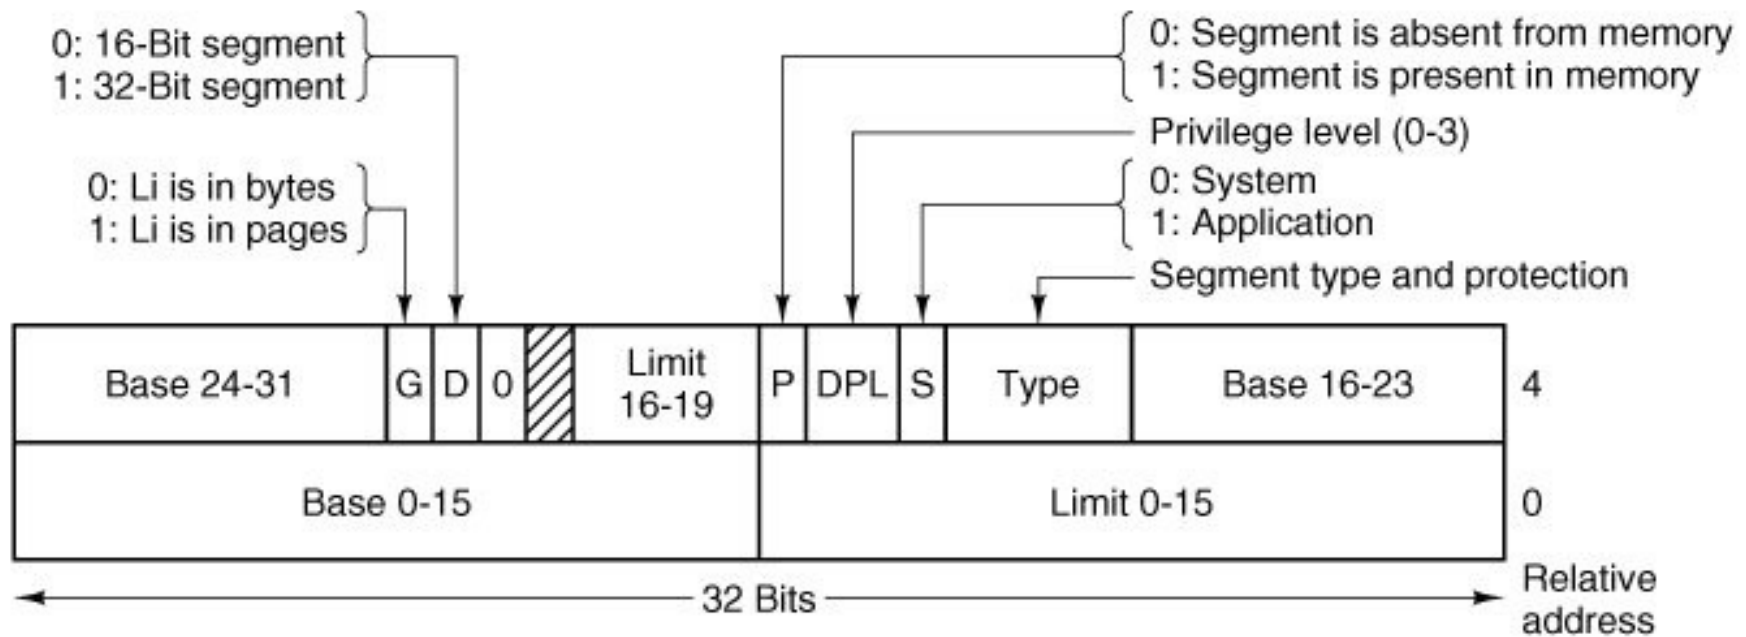 0: 16-Bit segment
1: 32-Bit segment
0: Segment is absent from memory
1: Segment is present in memory
Privilege level (0-3)
0: Li is in bytes
1: Li is in pages
0: System
1: Application
Segment type and protection
Base 24-31
G
D
0
Limit
16-19
P
DPL
S
Type
Base 16-23
4
Base 0-15
Limit 0-15
0
32 Bits
Relative
address